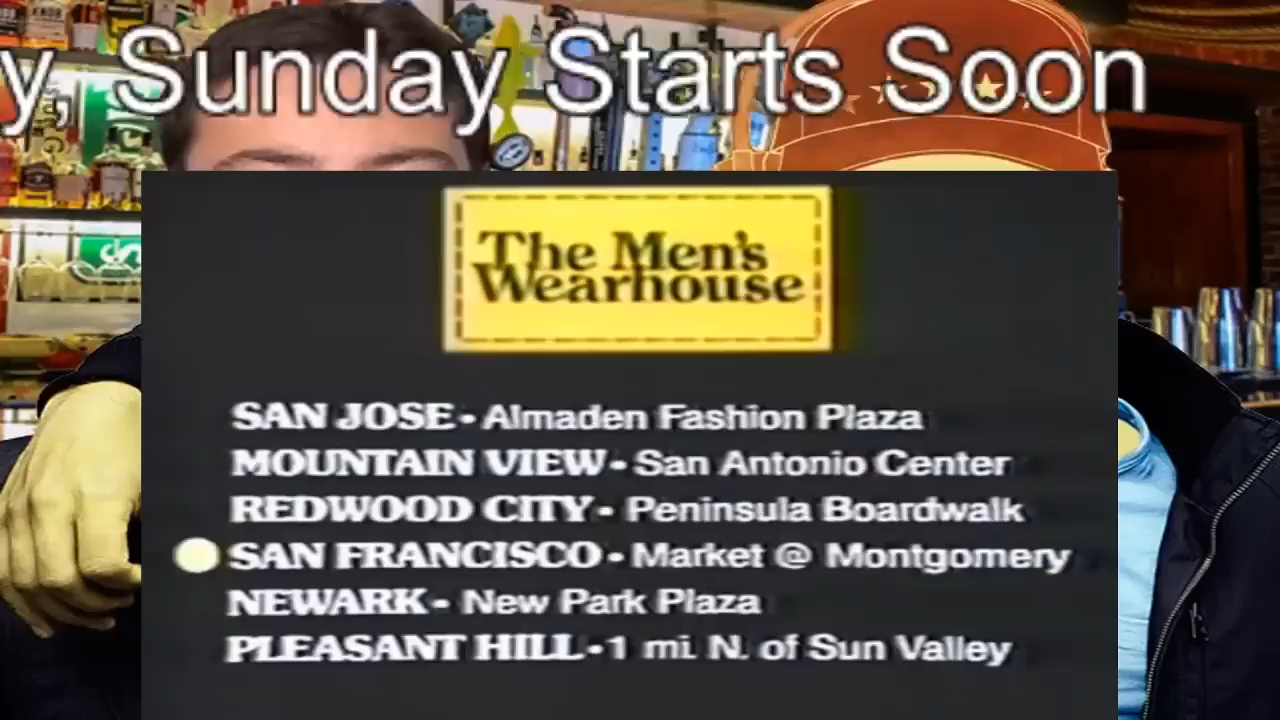 y, Sunday Starts Soon
The Men's
Wearhouse
SAN JOSE - Almaden Fashion Plaza
MOUNTAIN VIEW - San Antonio Center
REDWOOD CITY - Peninsula Boardwalk
SAN FRANCISCO - Market @ Montgomery
NEWARK - New Park Plaza
PLEASANT HILL - 1 mi. N. of Sun Valley